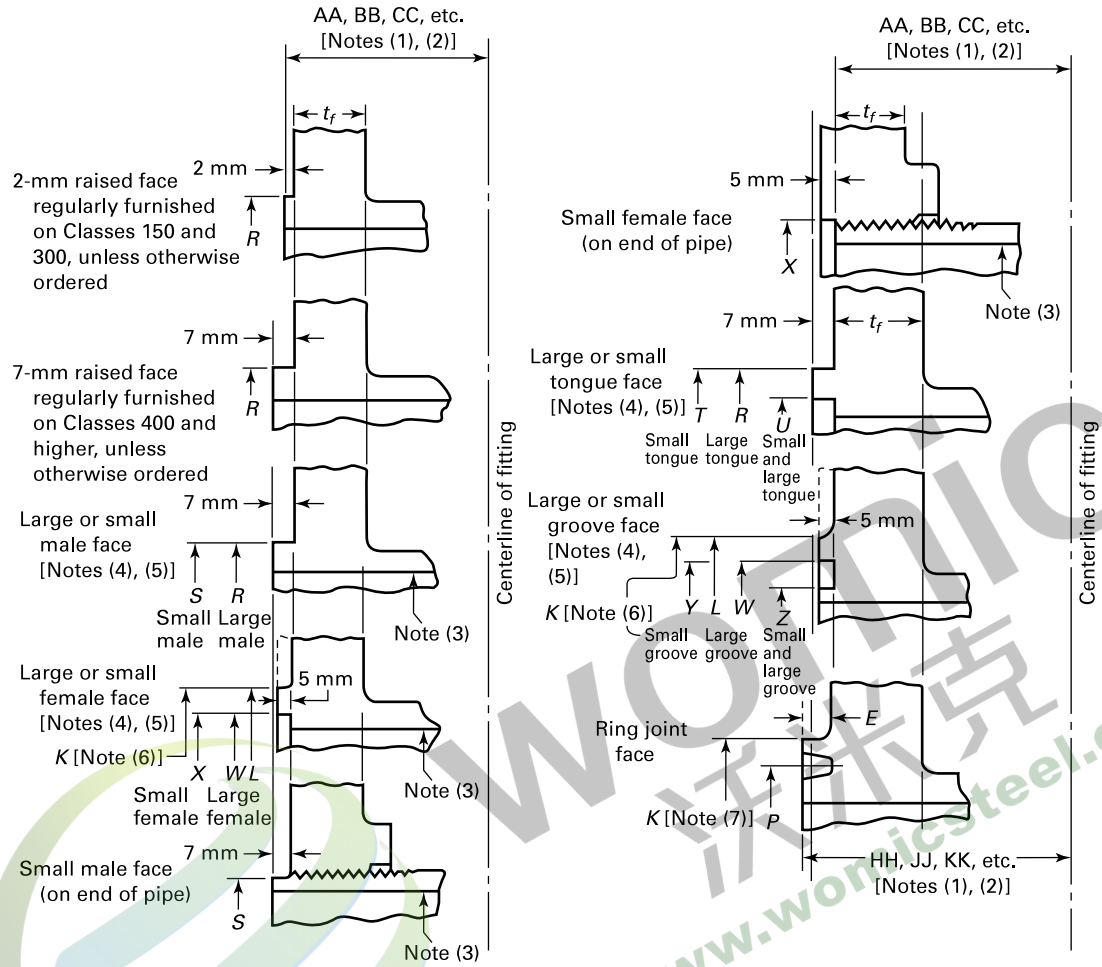 AA, BB, CC, etc.
[Notes (1), (2)]
t_f
2 mm
2-mm raised face
regularly furnished
on Classes 150 and
300, unless otherwise
ordered
R
7 mm
7-mm raised face
regularly furnished
on Classes 400 and
higher, unless
otherwise ordered
R
7 mm
Large or small
male face
[Notes (4), (5)]
S R
Small Large
male male
Note (3)
5 mm
Large or small
female face
[Notes (4), (5)]
K [Note (6)]
X W L
Small Large
female female
Note (3)
7 mm
Small male face
(on end of pipe)
S
Note (3)
Centerline of fitting
AA, BB, CC, etc.
[Notes (1), (2)]
t_f
5 mm
Small female face
(on end of pipe)
X
Note (3)
7 mm
t_f
Large or small
tongue face
[Notes (4), (5)]
T R U
Small Large Small
tongue tongue and
large
tongue
Large or small
groove face
[Notes (4),
(5)]
5 mm
K [Note (6)]
Y L W Z
Small Large Small
groove groove and
large
groove
Ring joint
face
E
K [Note (7)]
P
HH, JJ, KK, etc.
[Notes (1), (2)]
Centerline of fitting
womic
沃米克
www.womicsteel.c